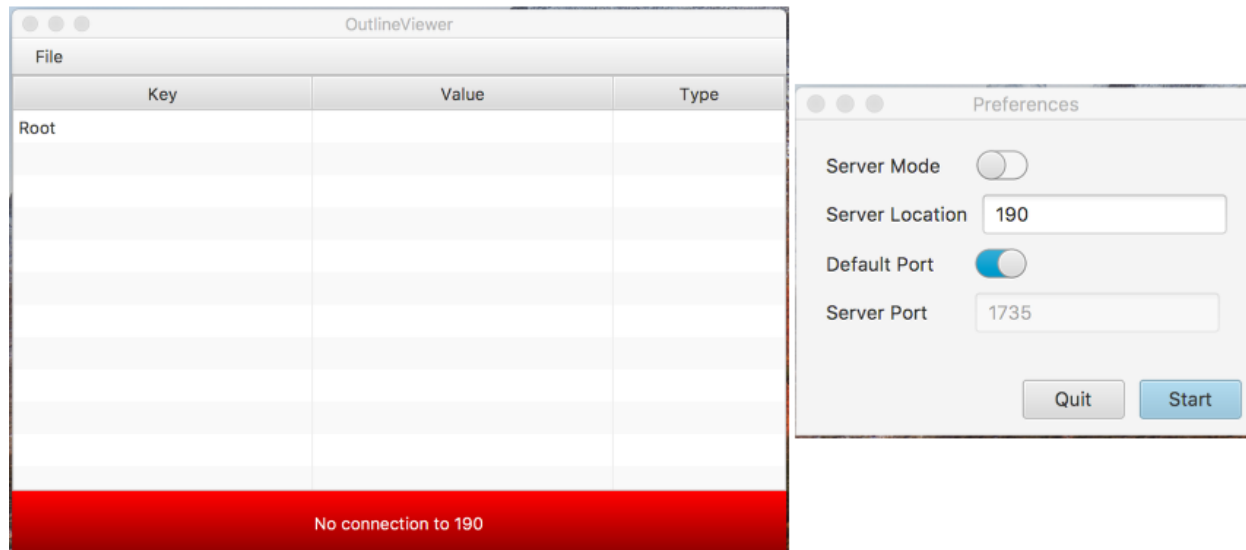 OutlineViewer
File
Key Value Type
Root
No connection to 190
Preferences
Server Mode
Server Location 190
Default Port
Server Port 1735
Quit Start